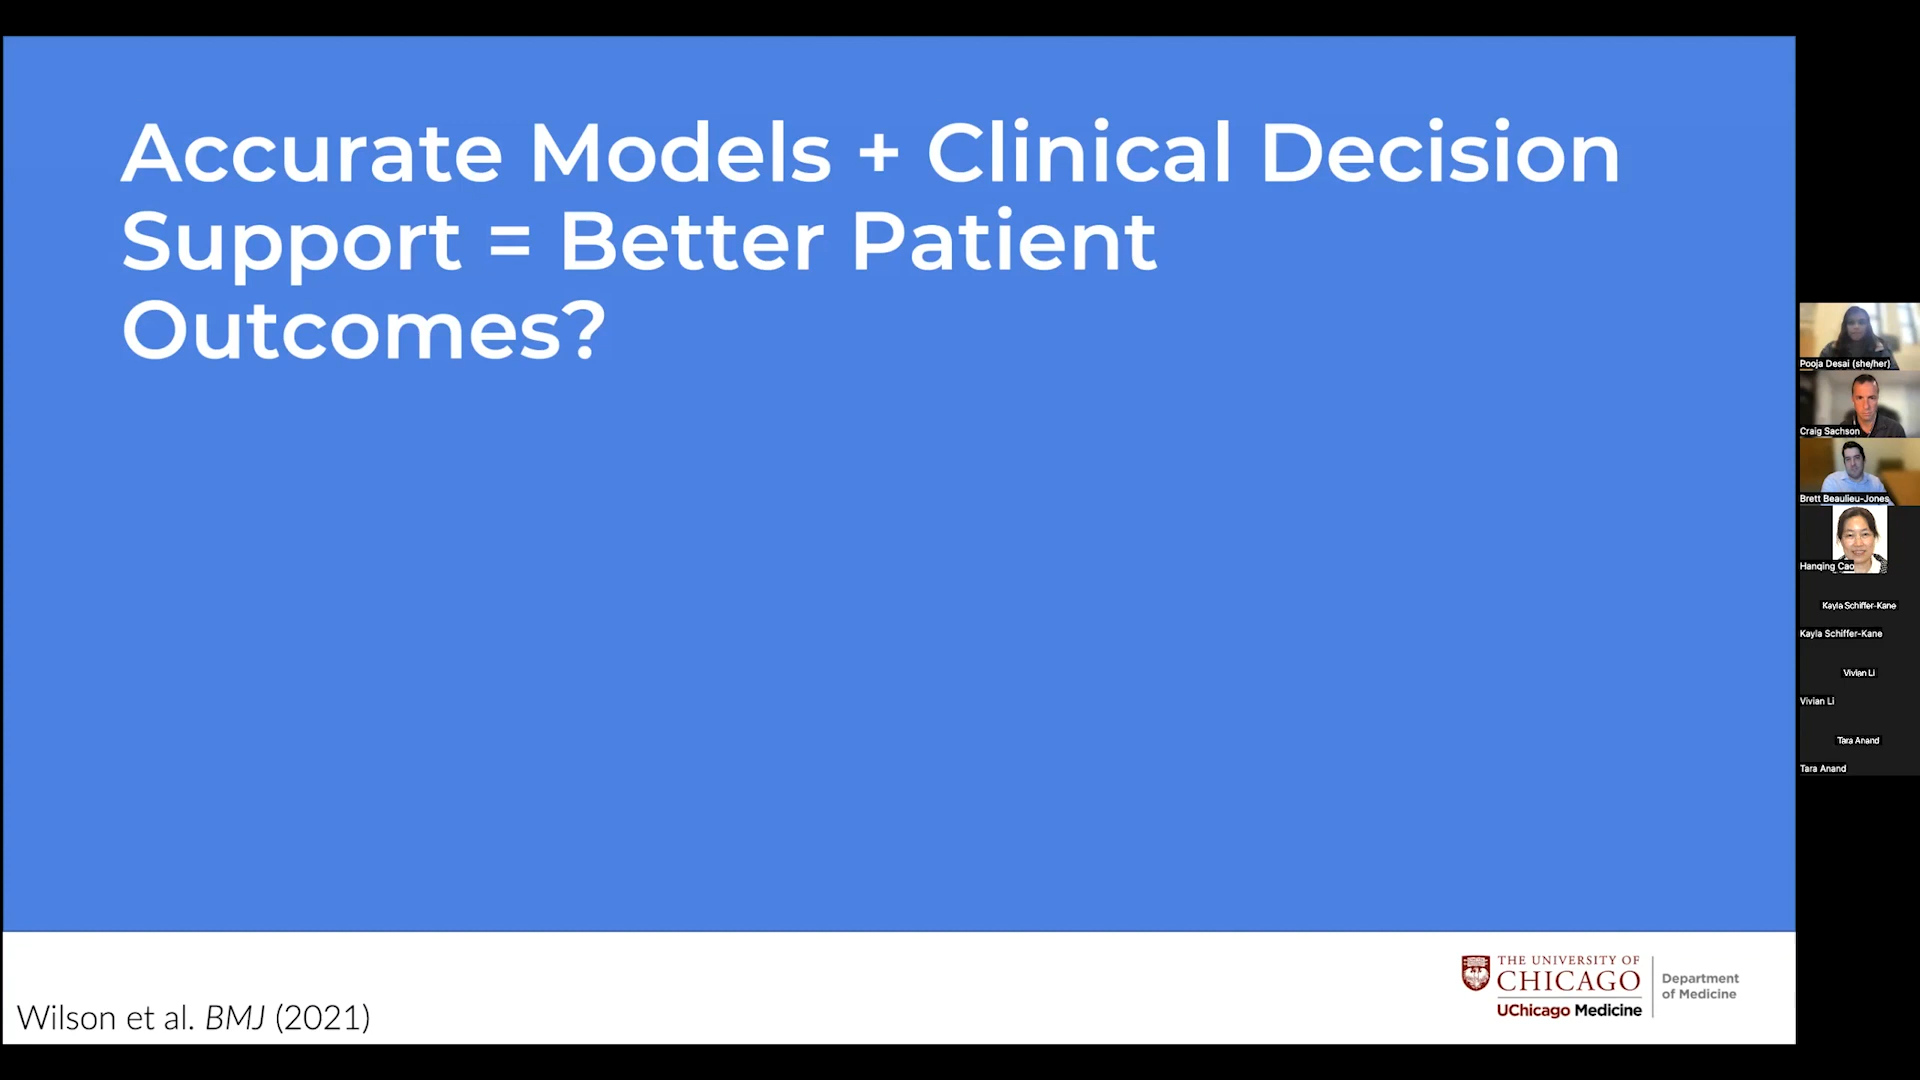 Accurate Models + Clinical Decision
Support = Better Patient
Outcomes?
Wilson et al. BMJ (2021)
THE UNIVERSITY OF
CHICAGO
UChicago Medicine
Department
of Medicine
Pooja Desai (she/her)
Craig Sachson
Brett Beaulieu-Jones
Hanqing Cao
Kayla Schiffer-Kane
Kayla Schiffer-Kane
Vivian Li
Vivian Li
Tara Anand
Tara Anand